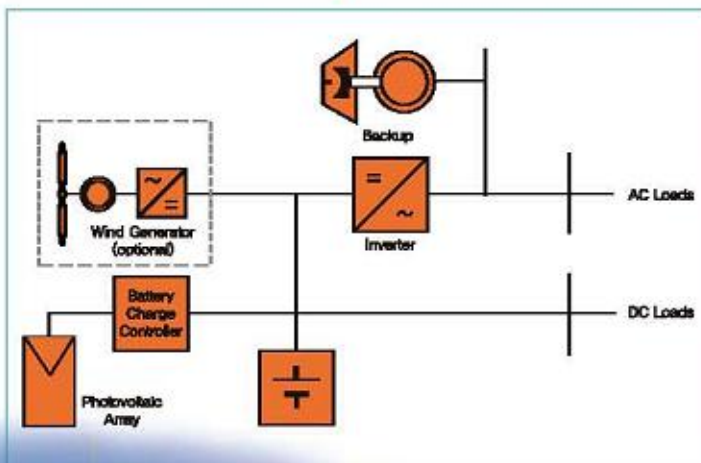 Backup
AC Loads
Wind Generator
(optional)
Inverter
Battery
Charge
Controller
DC Loads
Photovoltaic
Array